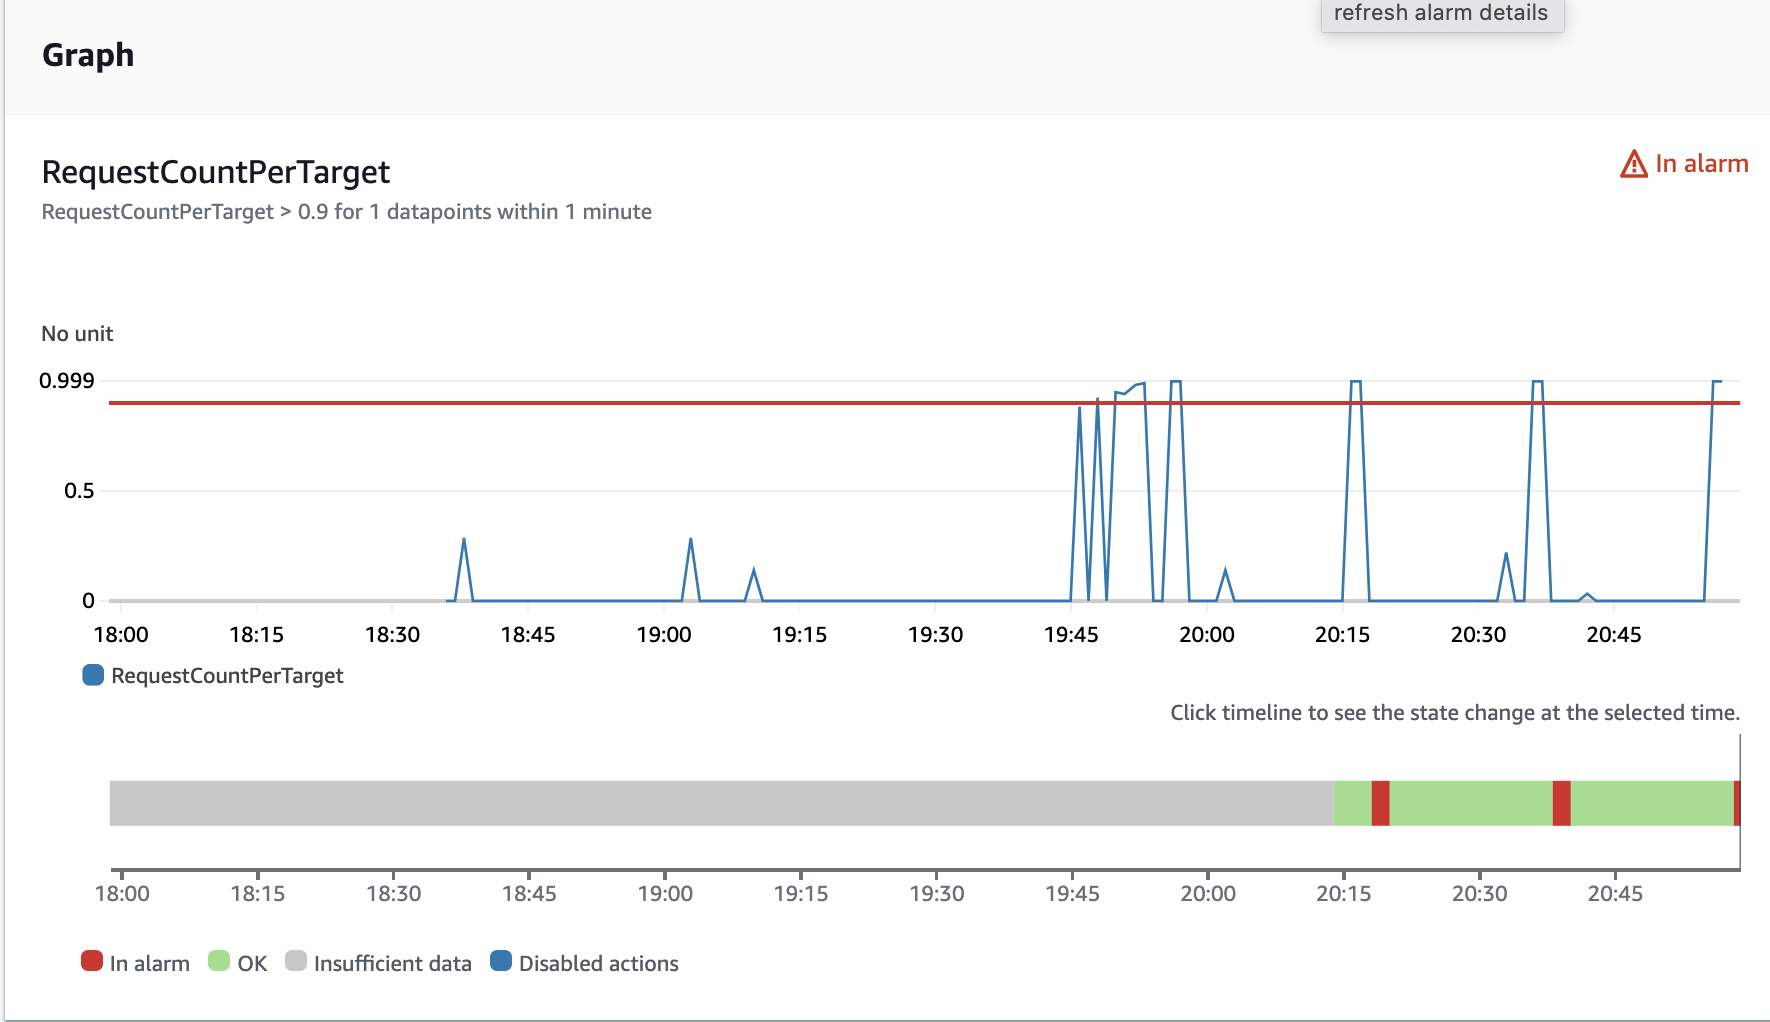 refresh alarm details
Graph
RequestCountPerTarget
In alarm
RequestCountPerTarget > 0.9 for 1 datapoints within 1 minute
No unit
0.999
0.5
0
18:00 18:15 18:30 18:45 19:00 19:15 19:30 19:45 20:00 20:15 20:30 20:45
RequestCountPerTarget
Click timeline to see the state change at the selected time.
18:00 18:15 18:30 18:45 19:00 19:15 19:30 19:45 20:00 20:15 20:30 20:45
In alarm OK Insufficient data Disabled actions